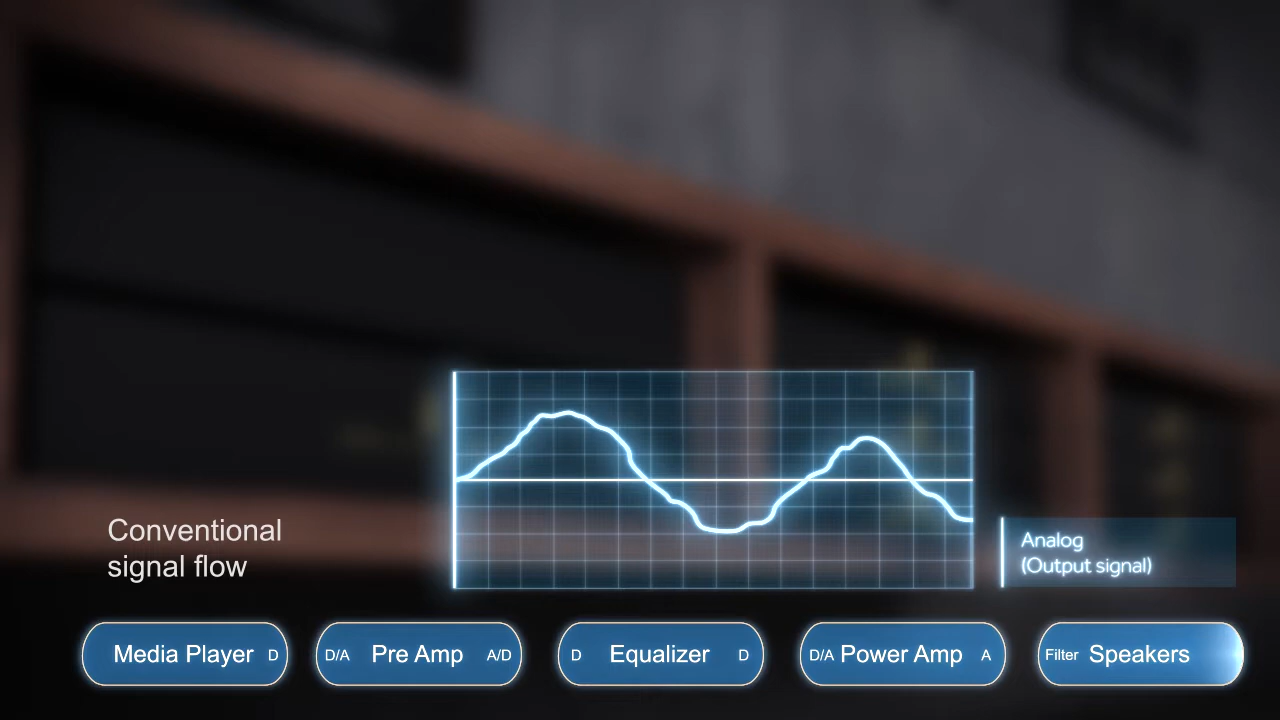 Conventional
signal flow
Analog
(Output signal)
Media Player D
D/A Pre Amp A/D
D Equalizer D
D/A Power Amp A
Filter Speakers